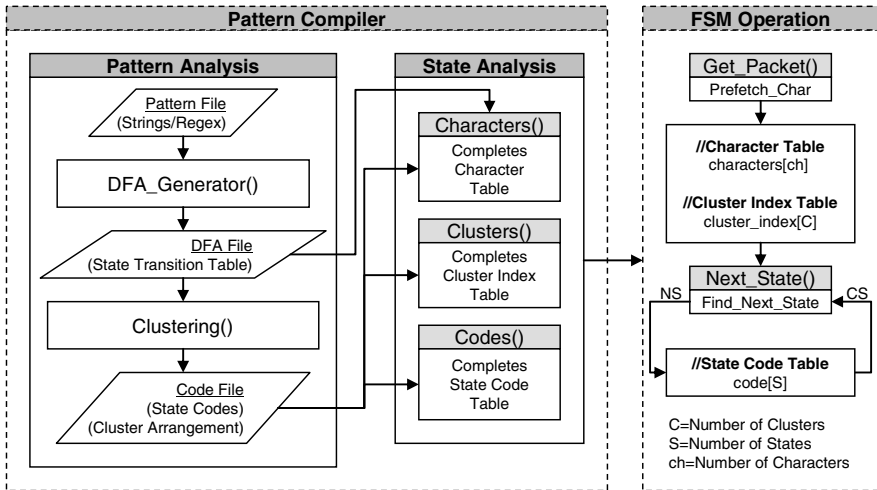 Pattern Compiler
Pattern Analysis
Pattern File
(Strings/Regex)
DFA_Generator()
DFA File
(State Transition Table)
Clustering()
Code File
(State Codes)
(Cluster Arrangement)
State Analysis
Characters()
Completes
Character
Table
Clusters()
Completes
Cluster Index
Table
Codes()
Completes
State Code
Table
FSM Operation
Get_Packet()
Prefetch_Char
//Character Table
characters[ch]
//Cluster Index Table
cluster_index[C]
Next_State()
Find_Next_State
NS
CS
//State Code Table
code[S]
C=Number of Clusters
S=Number of States
ch=Number of Characters